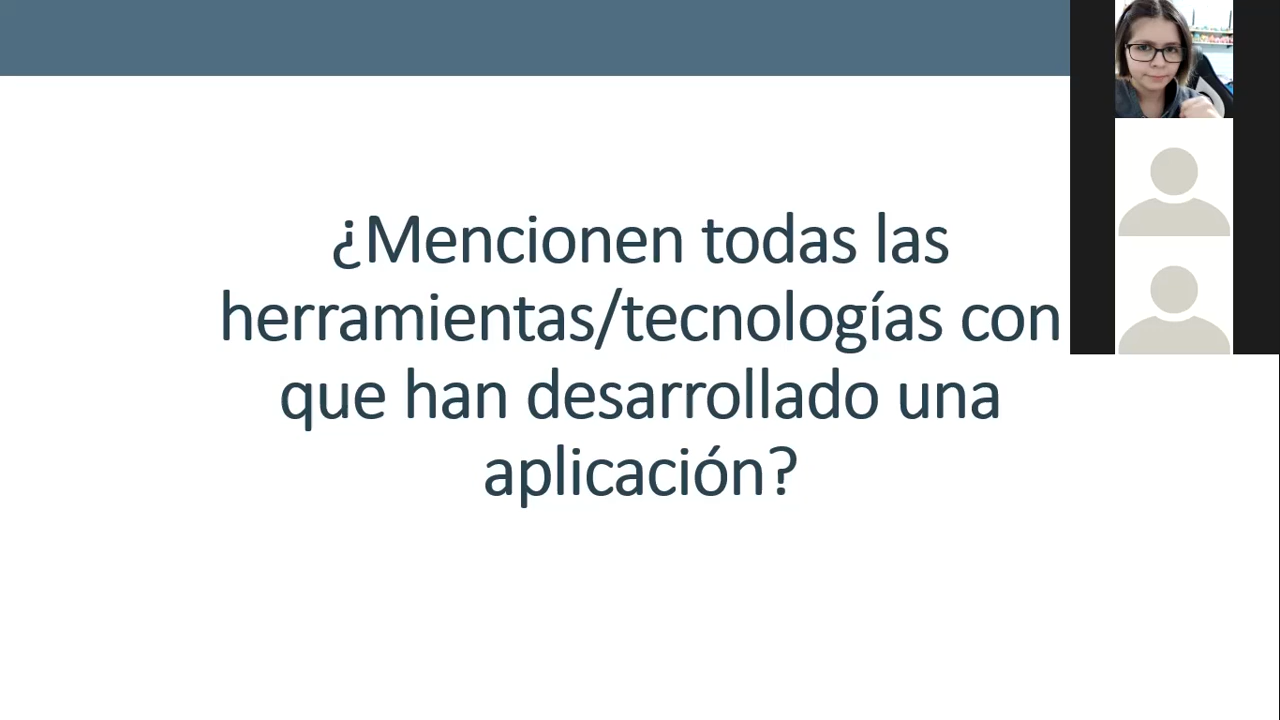 ¿Mencionen todas las
herramientas/tecnologías con
que han desarrollado una
aplicación?